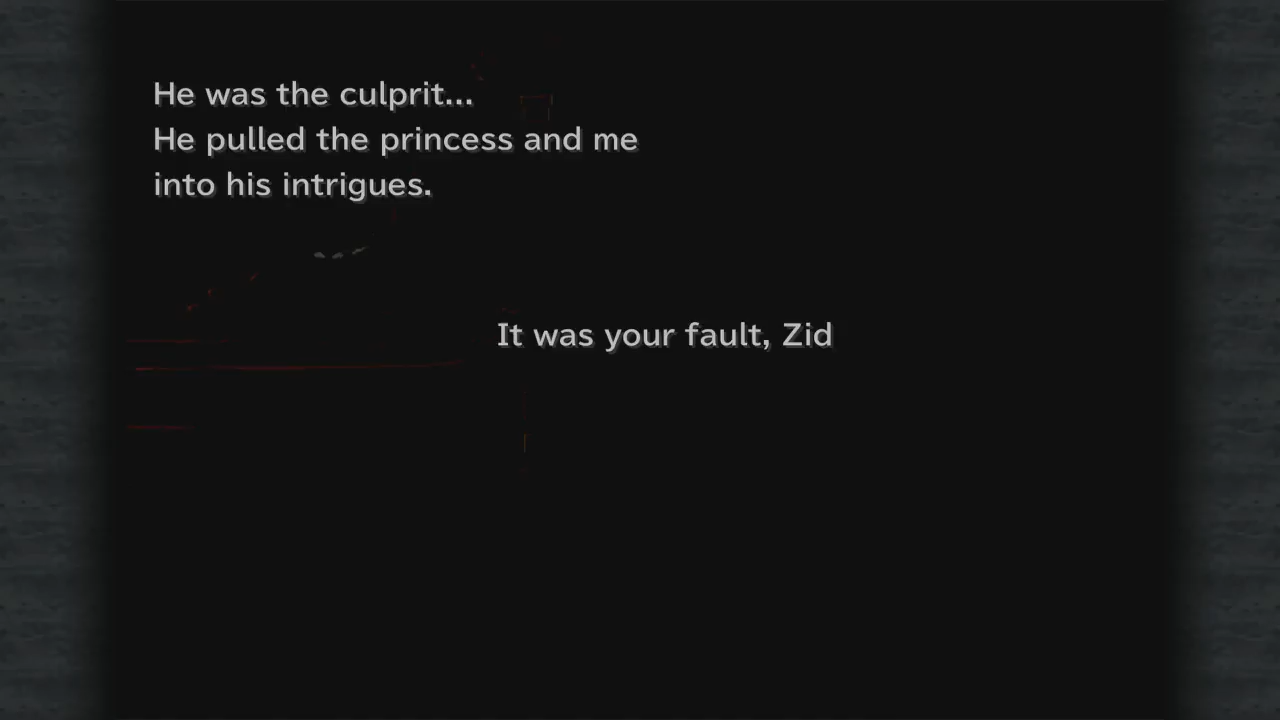 He was the culprit...
He pulled the princess and me
into his intrigues.
It was your fault, Zid